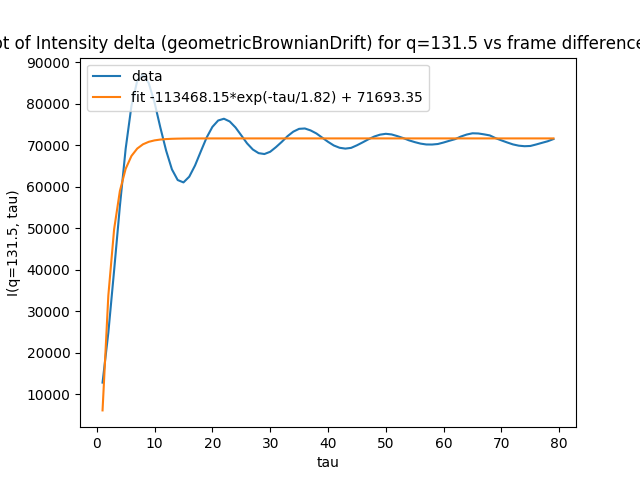 ot of Intensity delta (geometricBrownianDrift) for q=131.5 vs frame difference
data
fit -113468.15*exp(-tau/1.82) + 71693.35
90000
80000
70000
60000
50000
40000
30000
20000
10000
I(q=131.5, tau)
0 10 20 30 40 50 60 70 80
tau